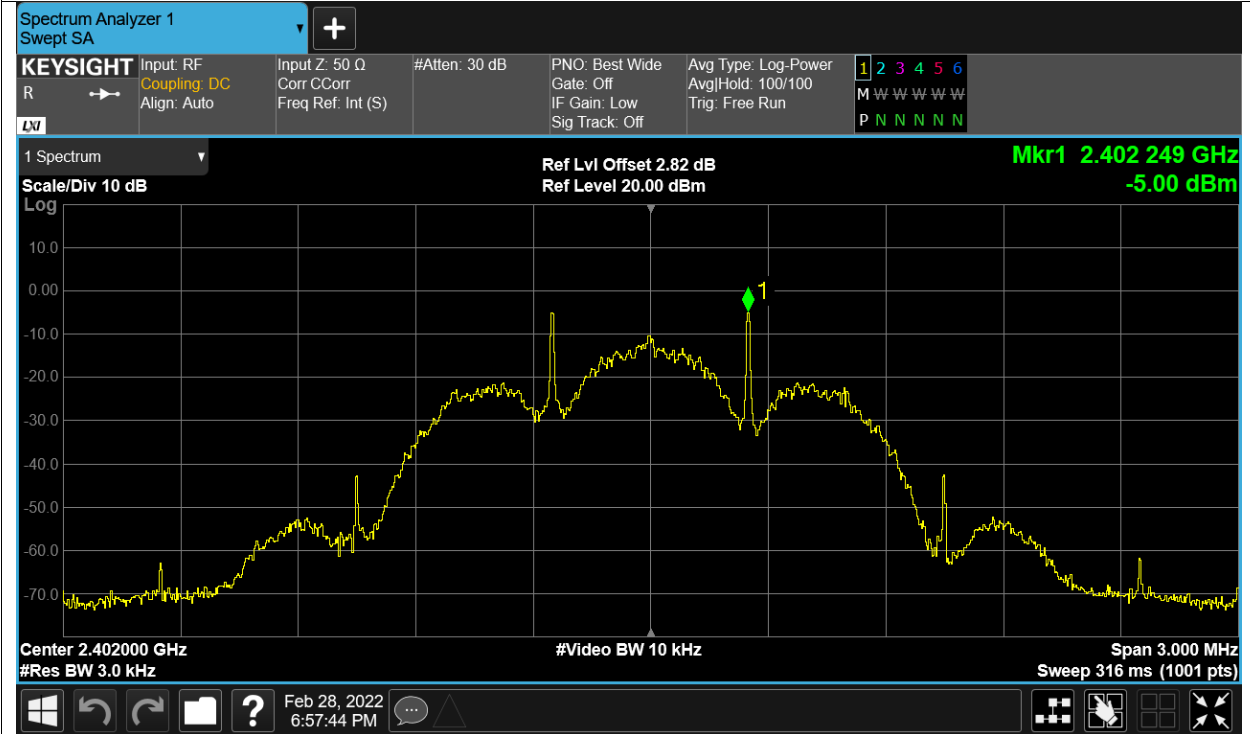 Spectrum Analyzer 1
Swept SA
▼
+
KEYSIGHT
R
LXI
Input: RF
Coupling: DC
Align: Auto
Input Z: 50 Ω
Corr CCorr
Freq Ref: Int (S)
#Atten: 30 dB
PNO: Best Wide
Gate: Off
IF Gain: Low
Sig Track: Off
Avg Type: Log-Power
Avg|Hold: 100/100
Trig: Free Run
1 2 3 4 5 6
M W W W W W
P N N N N N
1 Spectrum ▼
Scale/Div 10 dB
Log
Ref Lvl Offset 2.82 dB
Ref Level 20.00 dBm
Mkr1 2.402 249 GHz
-5.00 dBm
1
10.0
0.00
-10.0
-20.0
-30.0
-40.0
-50.0
-60.0
-70.0
Center 2.402000 GHz
#Res BW 3.0 kHz
#Video BW 10 kHz
Span 3.000 MHz
Sweep 316 ms (1001 pts)
?
Feb 28, 2022
6:57:44 PM